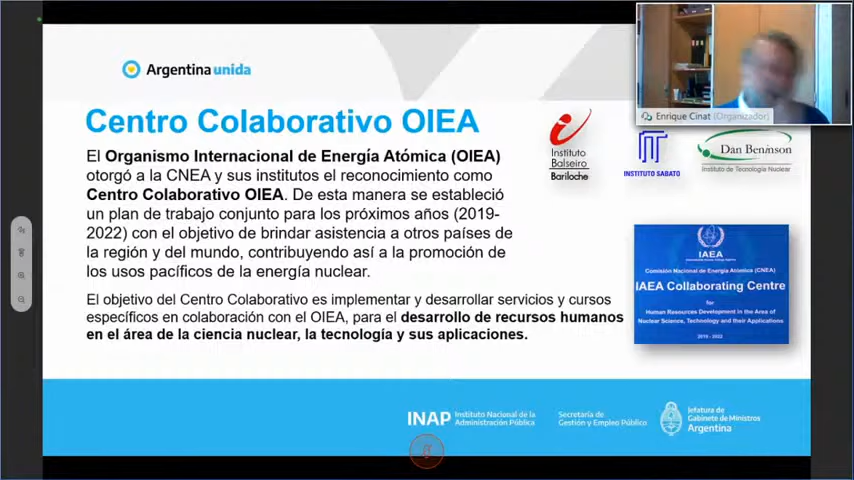 Argentina unida
Enrique Cinat (Organizador)
Centro Colaborativo OIEA
El Organismo Internacional de Energía Atómica (OIEA)
otorgó a la CNEA y sus institutos el reconocimiento como
Centro Colaborativo OIEA. De esta manera se estableció
un plan de trabajo conjunto para los próximos años (2019-
2022) con el objetivo de brindar asistencia a otros países de
la región y del mundo, contribuyendo así a la promoción de
los usos pacíficos de la energía nuclear.
El objetivo del Centro Colaborativo es implementar y desarrollar servicios y cursos
específicos en colaboración con el OIEA, para el desarrollo de recursos humanos
en el área de la ciencia nuclear, la tecnología y sus aplicaciones.
Instituto
Balseiro
Bariloche
INSTITUTO SABATO
Dan Beninson
Instituto de Tecnología Nuclear
IAEA
Comisión Nacional de Energía Atómica (CNEA)
IAEA Collaborating Centre
for
Human Resources Development in the Area of
Nuclear Science, Technology and their Applications
2019 - 2022
INAP
Instituto Nacional de la
Administración Pública
Secretaría de
Gestión y Empleo Público
Jefatura de
Gabinete de Ministros
Argentina